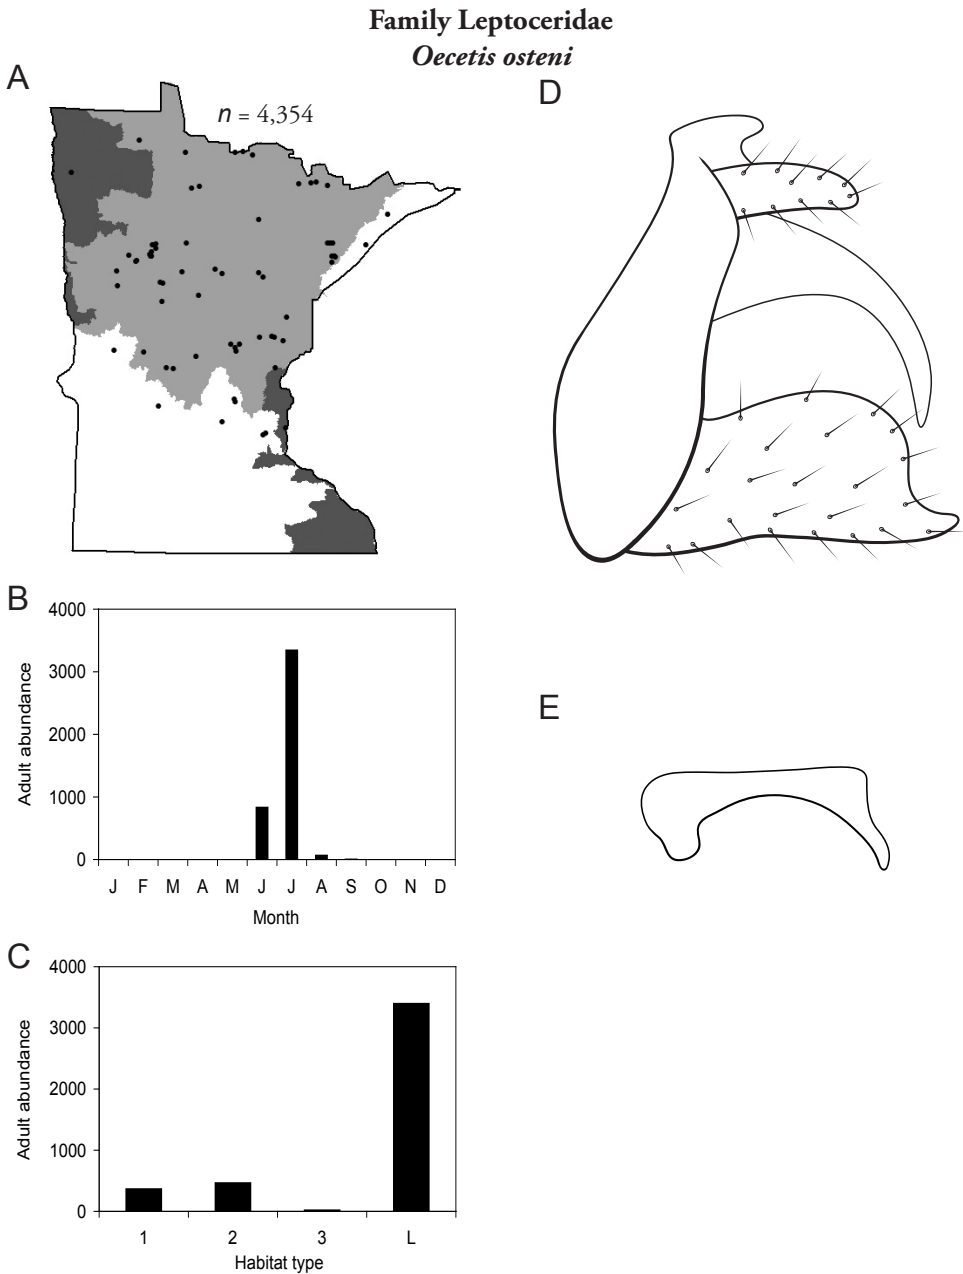 Family Leptoceridae
Oecetis osteni
A
n = 4,354
D
B
4000
3000
2000
1000
0
Adult abundance
J F M A M J J A S O N D
Month
E
C
4000
3000
2000
1000
0
Adult abundance
1 2 3 L
Habitat type